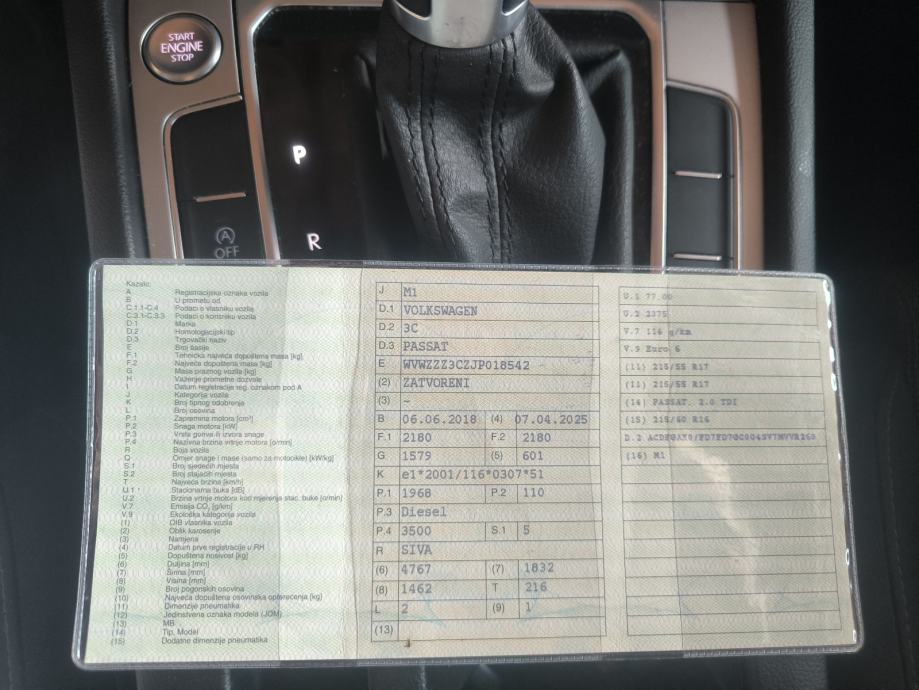 START
ENGINE
STOP
P
R
A
OFF
Kazalo:
A Registracijska oznaka vozila
B U prometu od
C.1.1-C.4 Podaci o vlasniku vozila
C.3.1-C.3.3 Podaci o korisniku vozila
D.1 Marka
D.2 Homologacijski tip
D.3 Trgovački naziv
E Broj šasije
F.1 Tehnička najveća dopuštena masa [kg]
F.2 Najveća dopuštena masa [kg]
G Masa praznog vozila [kg]
H Važenje prometne dozvole
I Datum registracije reg. oznakom pod A
J Kategorija vozila
K Broj tipnog odobrenja
L Broj osovina
P.1 Zapremina motora [cm³]
P.2 Snaga motora [kW]
P.3 Vrsta goriva ili izvora snage
P.4 Nazivna brzina vrtnje motora [o/min]
R Boja vozila
Q Omjer snage i mase (samo za motocikle) [kW/kg]
S.1 Broj sjedećih mjesta
S.2 Broj stajaćih mjesta
T Najveća brzina [km/h]
U.1 Stacionarna buka [dB]
U.2 Brzina vrtnje motora kod mjerenja stac. buke [o/min]
V.7 Emisija CO₂ [g/km]
V.9 Ekološka kategorija vozila
(1) OIB vlasnika vozila
(2) Oblik karoserije
(3) Namjena
(4) Datum prve registracije u RH
(5) Dopuštena nosivost [kg]
(6) Duljina [mm]
(7) Širina [mm]
(8) Visina [mm]
(9) Broj pogonskih osovina
(10) Najveća dopuštena osovinska opterećenja [kg]
(11) Dimenzije pneumatika
(12) Jedinstvena oznaka modela (JOM)
(13) MB
(14) Tip, Model
(15) Dodatne dimenzije pneumatika
J M1
D.1 VOLKSWAGEN
D.2 3C
D.3 PASSAT
E WVWZZZ3CZJP018542
(2) ZATVORENI
(3) –
B 06.06.2018 (4) 07.04.2025
F.1 2180 F.2 2180
G 1579 (5) 601
K e1*2001/116*0307*51
P.1 1968 P.2 110
P.3 Diesel
P.4 3500 S.1 5
R SIVA
(6) 4767 (7) 1832
(8) 1462 T 216
L 2 (9) 1
(13)
U.1 77,00
U.2 2375
V.7 116 g/km
V.9 Euro 6
(11) 215/55 R17
(11) 215/55 R17
(14) PASSAT, 2.0 TDI
(15) 215/60 R16
(16) M1